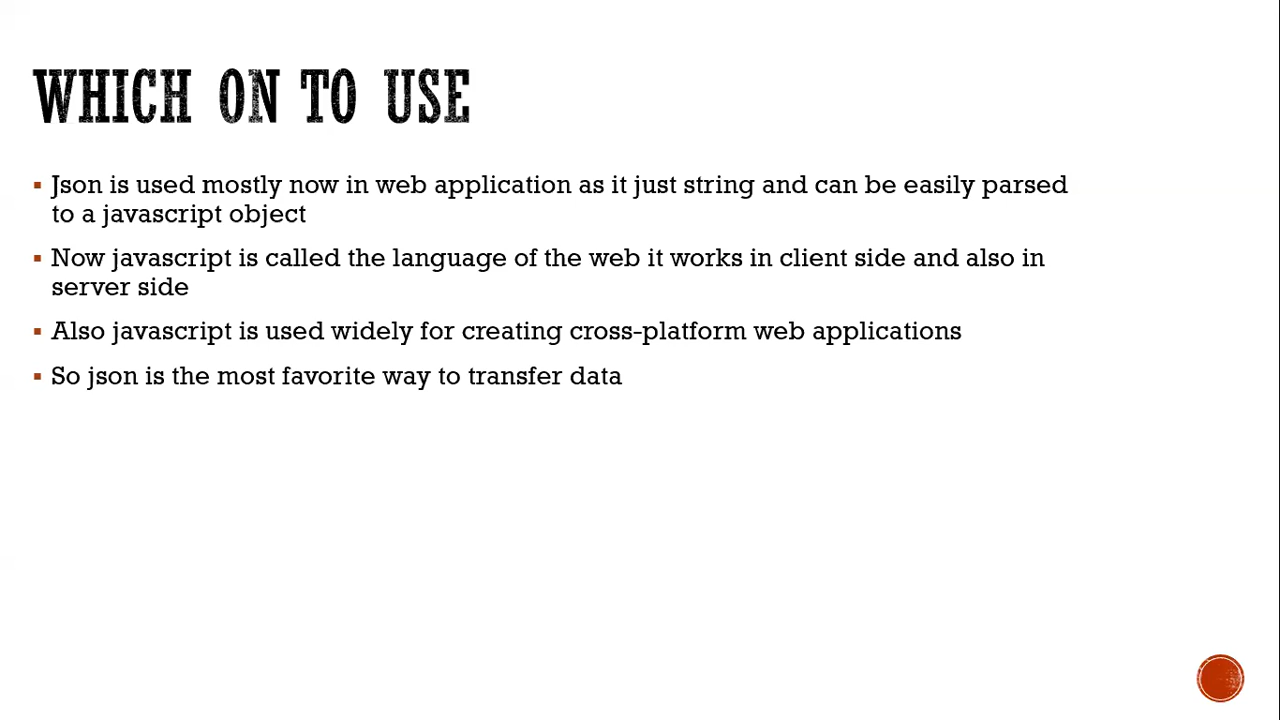 WHICH ON TO USE
▪ Json is used mostly now in web application as it just string and can be easily parsed
to a javascript object
▪ Now javascript is called the language of the web it works in client side and also in
server side
▪ Also javascript is used widely for creating cross-platform web applications
▪ So json is the most favorite way to transfer data